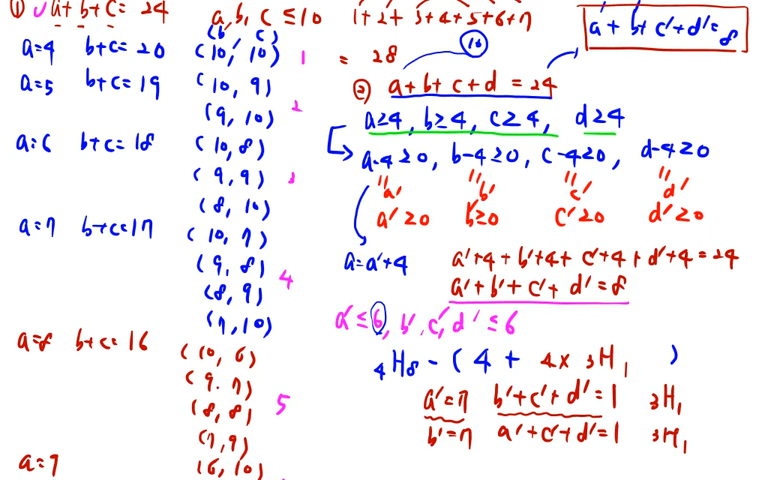 ① a+b+c = 24    a, b, c ≤10
(b, c)
a=4  b+c=20  (10, 10)  1
a=5  b+c=19  (10, 9)
(9, 10)  2
a=6  b+c=18  (10, 8)
(9, 9)  3
(8, 10)
a=7  b+c=17  (10, 7)
(9, 8)
(8, 9)  4
(7, 10)
a=8  b+c=16  (10, 6)
(9. 7)
(8, 8)  5
(7, 9)
a=9  (6, 10)
1+2+3+4+5+6+7
= 28
② a+b+c+d = 24
a≥4, b≥4, c≥4, d≥4
a-4≥0, b-4≥0, c-4≥0, d-4≥0
a'  b'  c'  d'
a'≥0  b'≥0  c'≥0  d'≥0
a=a'+4  a'+4+b'+4+c'+4+d'+4=24
a'+b'+c'+d'=8
a'≤6, b', c', d' ≤6
4H8 - ( 4 + 4× 3H1 )
a'=7  b'+c'+d'=1  3H1
b'=7  a'+c'+d'=1  3H1
a'+b'+c'+d'=8